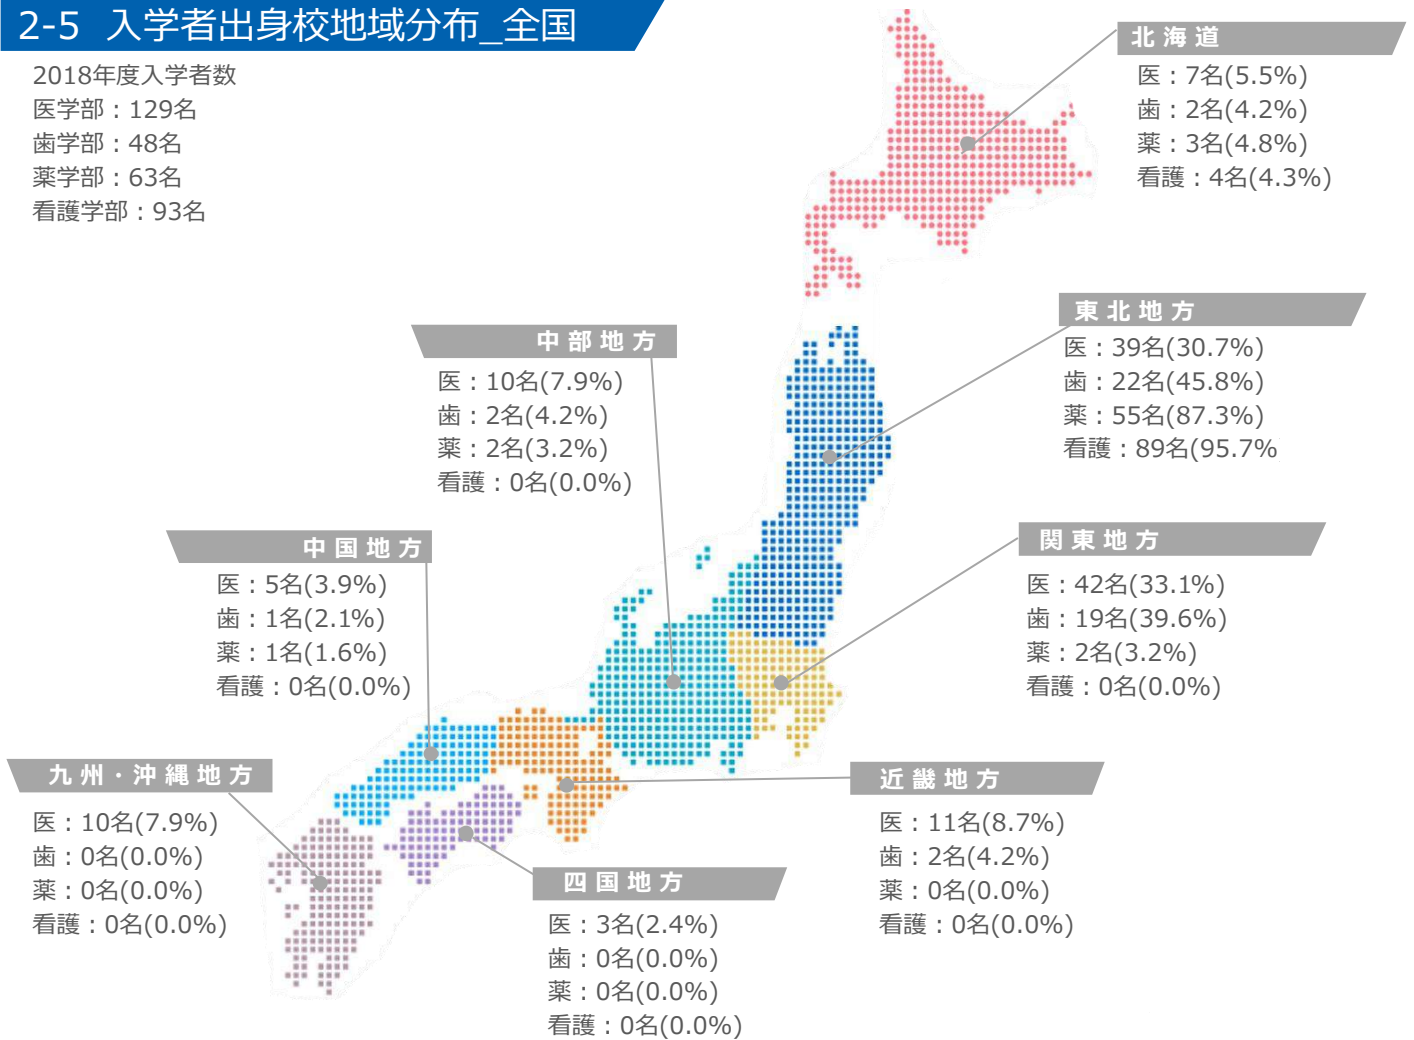 2-5 入学者出身校地域分布_全国
2018年度入学者数
医学部：129名
歯学部：48名
薬学部：63名
看護学部：93名
北海道
医：7名(5.5%)
歯：2名(4.2%)
薬：3名(4.8%)
看護：4名(4.3%)
東北地方
医：39名(30.7%)
歯：22名(45.8%)
薬：55名(87.3%)
看護：89名(95.7%
中部地方
医：10名(7.9%)
歯：2名(4.2%)
薬：2名(3.2%)
看護：0名(0.0%)
関東地方
医：42名(33.1%)
歯：19名(39.6%)
薬：2名(3.2%)
看護：0名(0.0%)
中国地方
医：5名(3.9%)
歯：1名(2.1%)
薬：1名(1.6%)
看護：0名(0.0%)
九州・沖縄地方
医：10名(7.9%)
歯：0名(0.0%)
薬：0名(0.0%)
看護：0名(0.0%)
近畿地方
医：11名(8.7%)
歯：2名(4.2%)
薬：0名(0.0%)
看護：0名(0.0%)
四国地方
医：3名(2.4%)
歯：0名(0.0%)
薬：0名(0.0%)
看護：0名(0.0%)